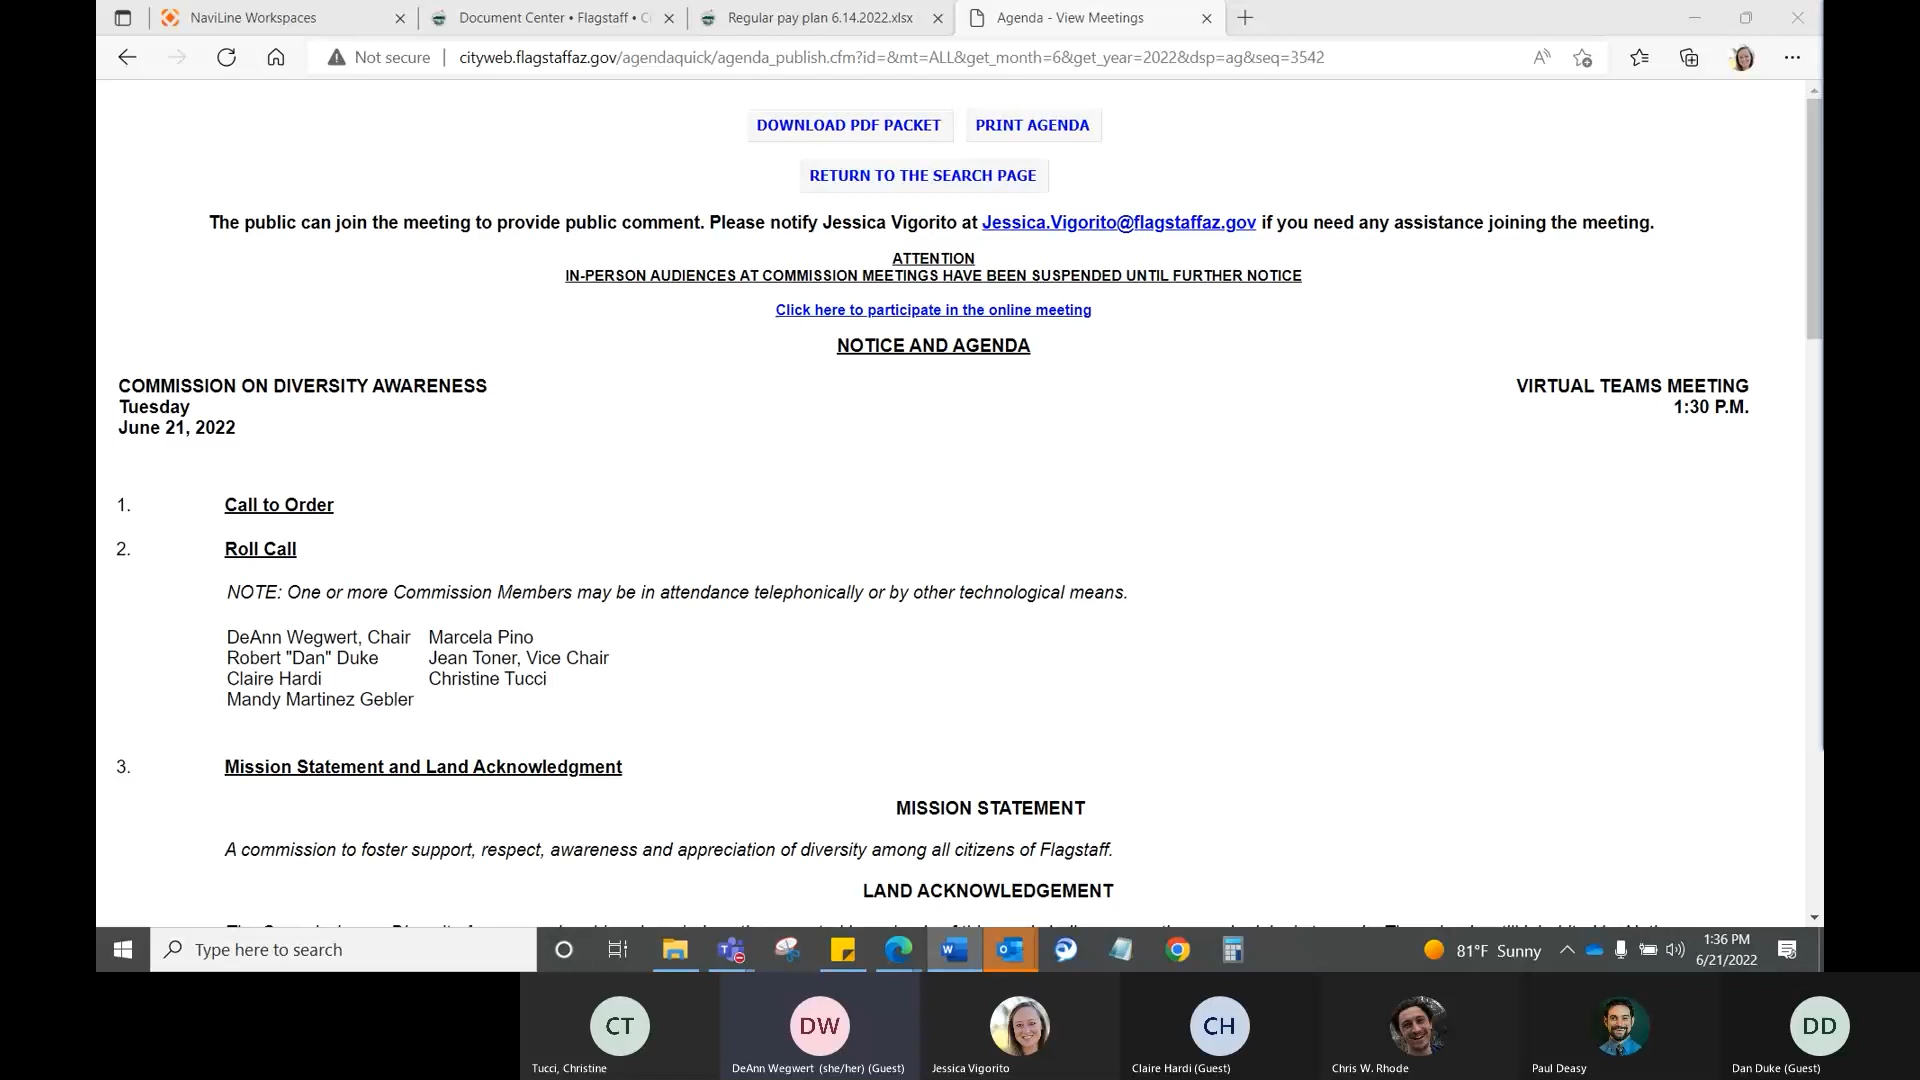 NaviLine Workspaces
Document Center • Flagstaff • C
Regular pay plan 6.14.2022.xlsx
Agenda - View Meetings
Not secure
cityweb.flagstaffaz.gov/agendaquick/agenda_publish.cfm?id=&mt=ALL&get_month=6&get_year=2022&dsp=ag&seq=3542
DOWNLOAD PDF PACKET
PRINT AGENDA
RETURN TO THE SEARCH PAGE
The public can join the meeting to provide public comment. Please notify Jessica Vigorito at Jessica.Vigorito@flagstaffaz.gov if you need any assistance joining the meeting.
ATTENTION
IN-PERSON AUDIENCES AT COMMISSION MEETINGS HAVE BEEN SUSPENDED UNTIL FURTHER NOTICE
Click here to participate in the online meeting
NOTICE AND AGENDA
COMMISSION ON DIVERSITY AWARENESS
Tuesday
June 21, 2022
VIRTUAL TEAMS MEETING
1:30 P.M.
1. Call to Order
2. Roll Call
NOTE: One or more Commission Members may be in attendance telephonically or by other technological means.
DeAnn Wegwert, Chair Marcela Pino
Robert "Dan" Duke Jean Toner, Vice Chair
Claire Hardi Christine Tucci
Mandy Martinez Gebler
3. Mission Statement and Land Acknowledgment
MISSION STATEMENT
A commission to foster support, respect, awareness and appreciation of diversity among all citizens of Flagstaff.
LAND ACKNOWLEDGEMENT
Type here to search
81°F Sunny
1:36 PM
6/21/2022
CT
DW
CH
DD
Tucci, Christine
DeAnn Wegwert (she/her) (Guest)
Jessica Vigorito
Claire Hardi (Guest)
Chris W. Rhode
Paul Deasy
Dan Duke (Guest)